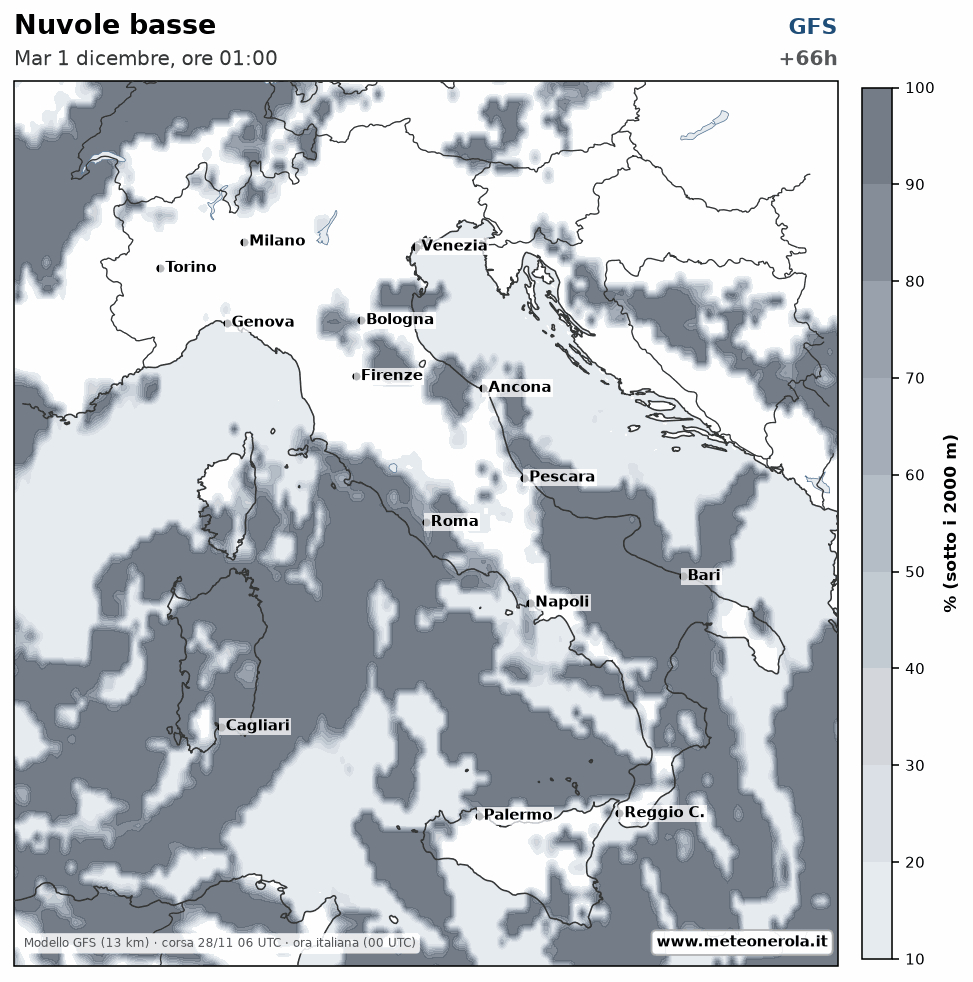 Nuvole basse
GFS
Mar 1 dicembre, ore 01:00
+66h
Milano
Venezia
Torino
Genova
Bologna
Firenze
Ancona
Pescara
Roma
Bari
Napoli
Cagliari
Palermo
Reggio C.
Modello GFS (13 km) · corsa 28/11 06 UTC · ora italiana (00 UTC)
www.meteonerola.it
100
90
80
70
60
50
40
30
20
10
% (sotto i 2000 m)